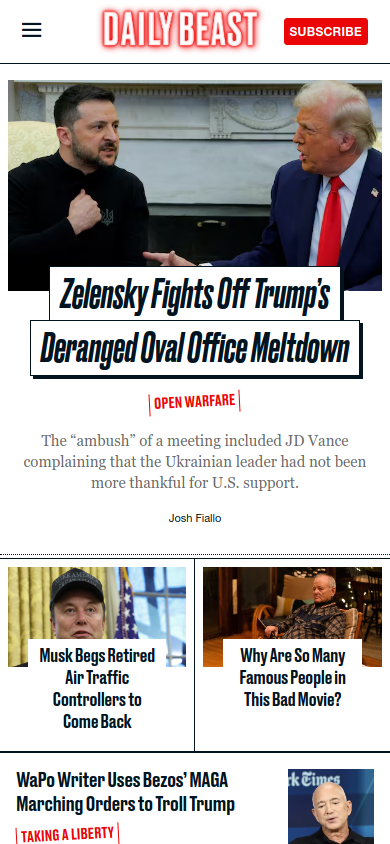 DAILY BEAST
SUBSCRIBE
Zelensky Fights Off Trump's
Deranged Oval Office Meltdown
OPEN WARFARE
The “ambush” of a meeting included JD Vance
complaining that the Ukrainian leader had not been
more thankful for U.S. support.
Josh Fiallo
Musk Begs Retired
Air Traffic
Controllers to
Come Back
Why Are So Many
Famous People in
This Bad Movie?
WaPo Writer Uses Bezos’ MAGA
Marching Orders to Troll Trump
rk Times
TAKING A LIBERTY